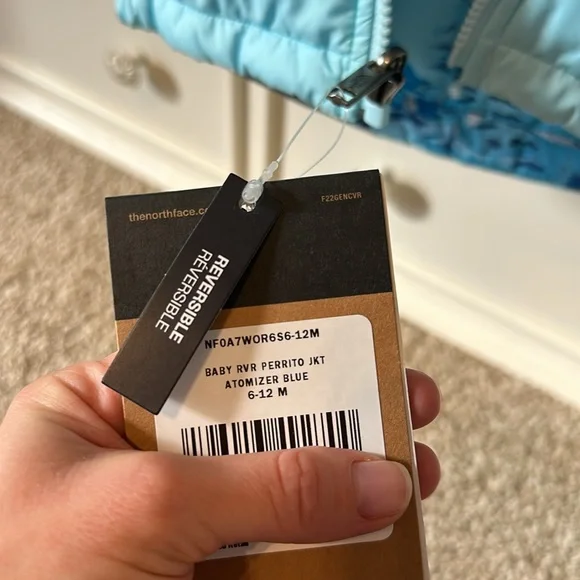 thenorthface.c
F22GENCVR
REVERSIBLE
RÉVERSIBLE
NF0A7WOR6S6-12M
BABY RVR PERRITO JKT
ATOMIZER BLUE
6-12 M